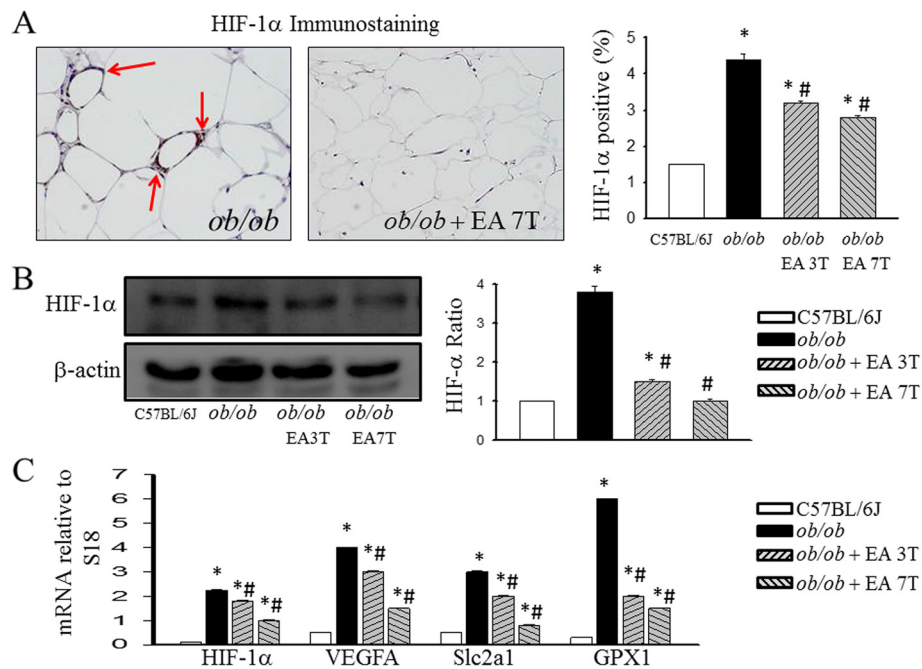 A
HIF-1α Immunostaining
ob/ob
ob/ob + EA 7T
HIF-1α positive (%)
5
4
3
2
1
0
*
* #
* #
C57BL/6J
ob/ob
ob/ob
EA 3T
ob/ob
EA 7T
B
HIF-1α
β-actin
C57BL/6J
ob/ob
ob/ob
EA3T
ob/ob
EA7T
HIF-α Ratio
4
2
0
*
* #
#
C57BL/6J
ob/ob
ob/ob + EA 3T
ob/ob + EA 7T
C
mRNA relative to
S18
7
6
5
4
3
2
1
0
*
*#
*#
*
*#
*#
*
*#
*#
*
*#
*#
HIF-1α
VEGFA
Slc2a1
GPX1
C57BL/6J
ob/ob
ob/ob + EA 3T
ob/ob + EA 7T